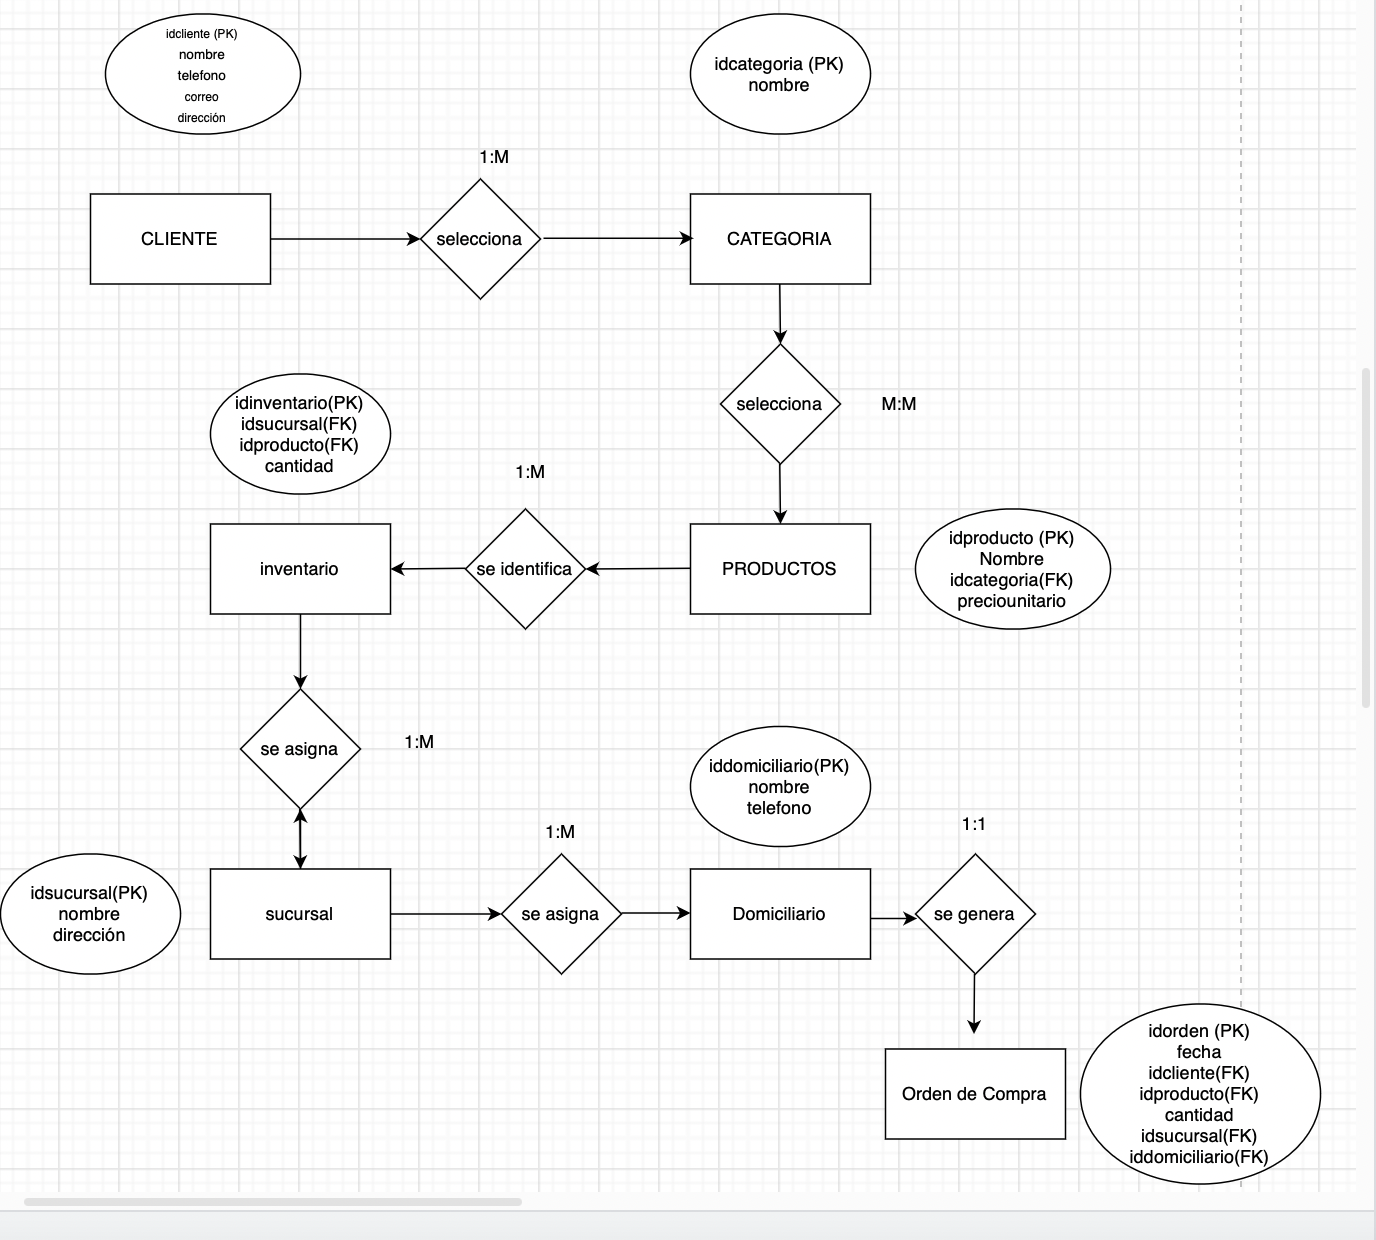 idcliente (PK)
nombre
telefono
correo
dirección
idcategoria (PK)
nombre
1:M
CLIENTE
selecciona
CATEGORIA
selecciona
M:M
idinventario(PK)
idsucursal(FK)
idproducto(FK)
cantidad
1:M
inventario
se identifica
PRODUCTOS
idproducto (PK)
Nombre
idcategoria(FK)
preciounitario
se asigna
1:M
iddomiciliario(PK)
nombre
telefono
1:M
1:1
idsucursal(PK)
nombre
dirección
sucursal
se asigna
Domiciliario
se genera
Orden de Compra
idorden (PK)
fecha
idcliente(FK)
idproducto(FK)
cantidad
idsucursal(FK)
iddomiciliario(FK)